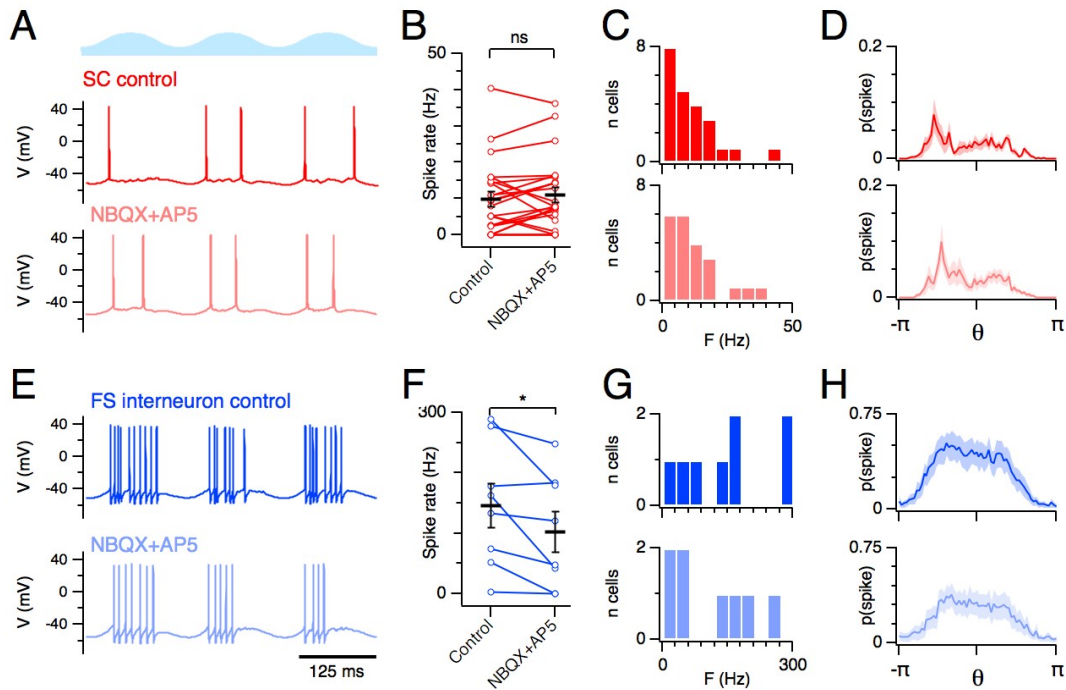 A
SC control
40
0
-40
V (mV)
NBQX+AP5
40
0
-40
V (mV)
B
ns
50
0
Spike rate (Hz)
Control
NBQX+AP5
C
8
0
n cells
8
0
n cells
0
50
F (Hz)
D
0.2
0
p(spike)
0.2
0
p(spike)
-π
θ
π
E
FS interneuron control
40
0
-40
V (mV)
NBQX+AP5
40
0
-40
V (mV)
125 ms
F
*
300
0
Spike rate (Hz)
Control
NBQX+AP5
G
2
0
n cells
2
0
n cells
0
300
F (Hz)
H
0.75
0
p(spike)
0.75
0
p(spike)
-π
θ
π